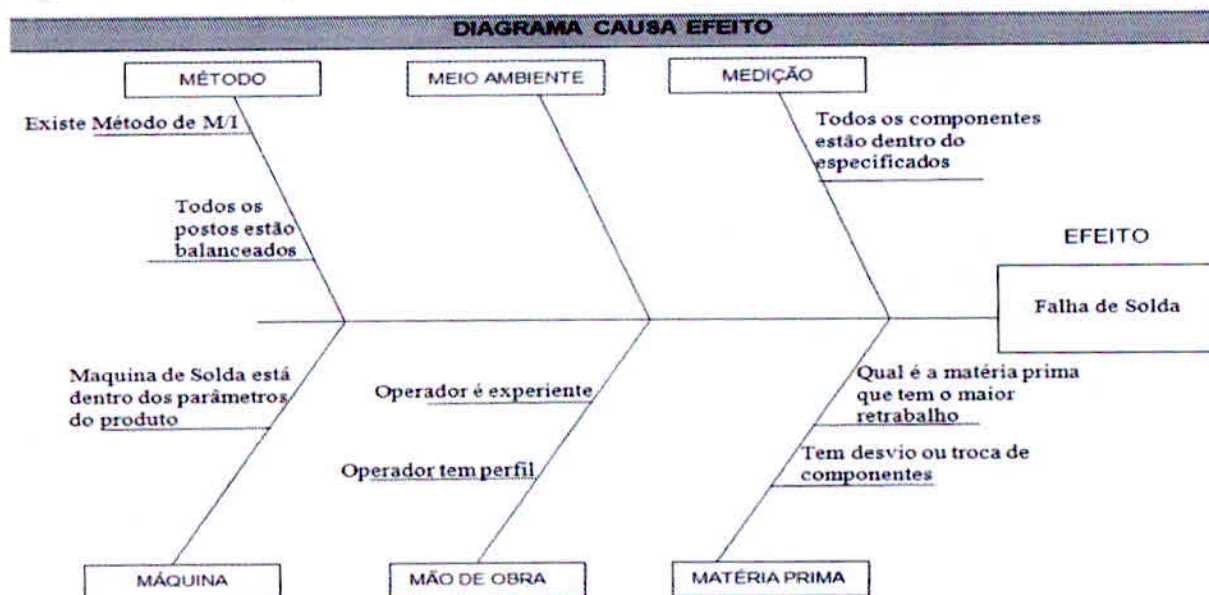 DIAGRAMA CAUSA EFEITO
MÉTODO
MEIO AMBIENTE
MEDIÇÃO
Existe Método de M/I
Todos os componentes
estão dentro do
especificados
Todos os
postos estão
balanceados
EFEITO
Falha de Solda
Maquina de Solda está
dentro dos parâmetros
do produto
Operador é experiente
Operador tem perfil
Qual é a matéria prima
que tem o maior
retrabalho
Tem desvio ou troca de
componentes
MÁQUINA
MÃO DE OBRA
MATÉRIA PRIMA